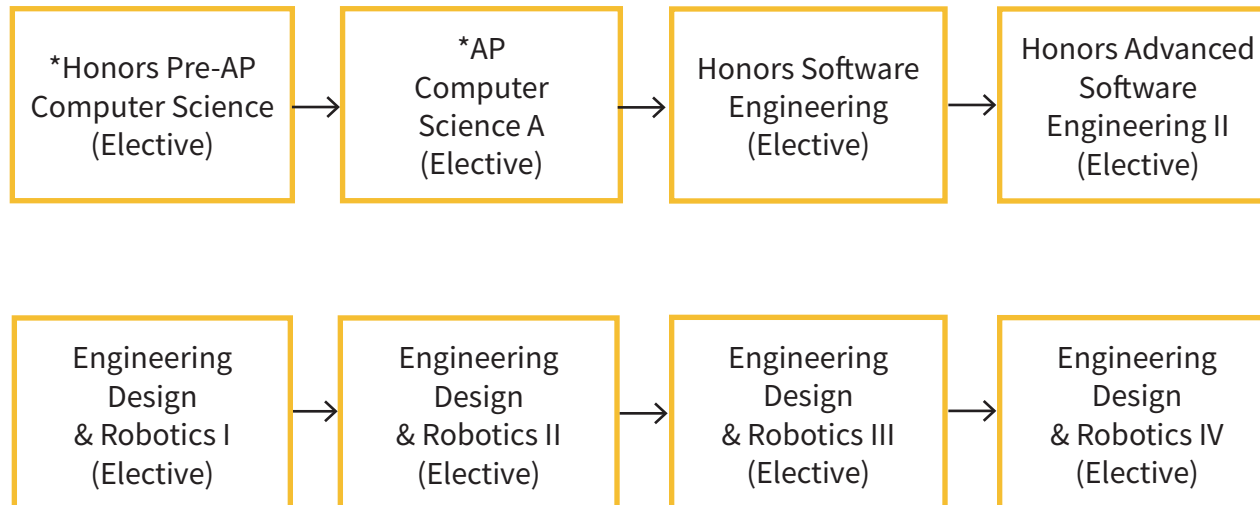 *Honors Pre-AP
Computer Science
(Elective)
*AP
Computer
Science A
(Elective)
Honors Software
Engineering
(Elective)
Honors Advanced
Software
Engineering II
(Elective)
Engineering
Design
& Robotics I
(Elective)
Engineering
Design
& Robotics II
(Elective)
Engineering
Design
& Robotics III
(Elective)
Engineering
Design
& Robotics IV
(Elective)